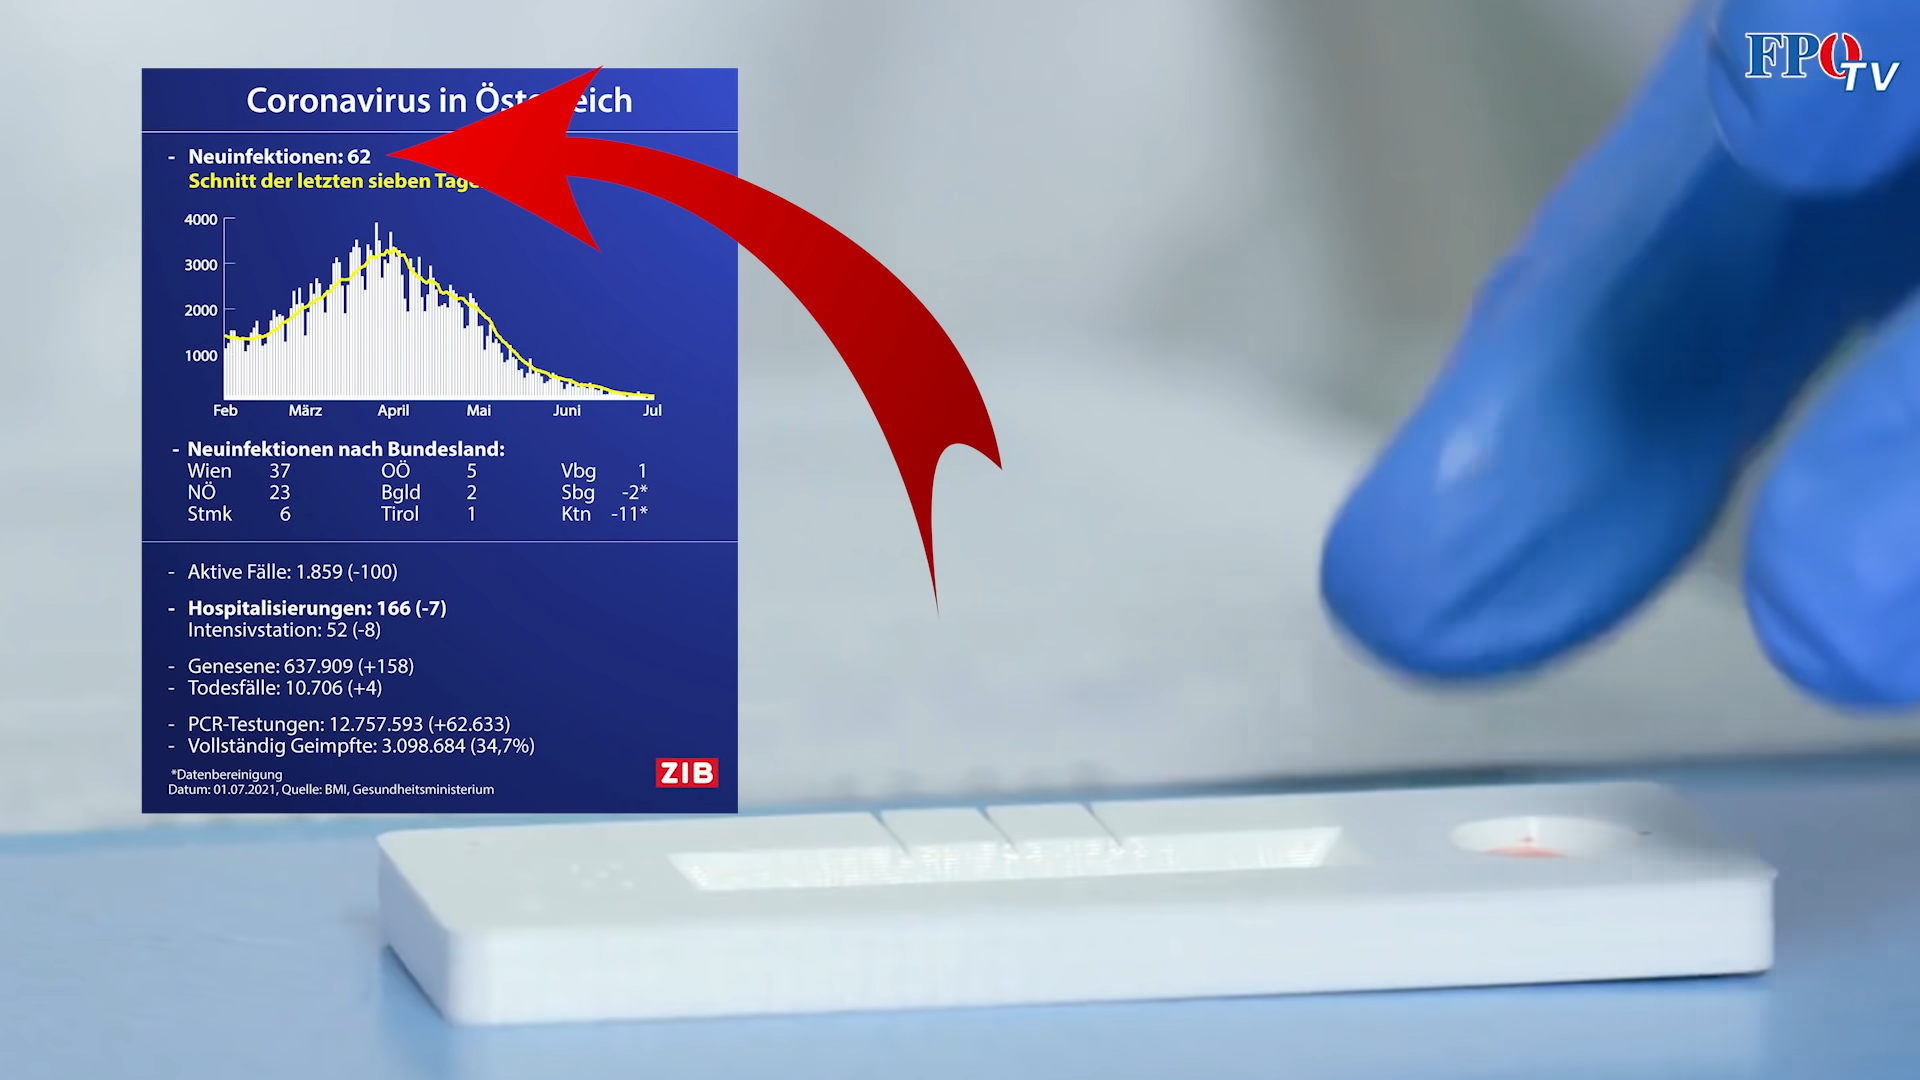 FPÖ TV
Coronavirus in Öst eich
- Neuinfektionen: 62
Schnitt der letzten sieben Tage
4000
3000
2000
1000
Feb März April Mai Juni Jul
- Neuinfektionen nach Bundesland:
Wien 37 OÖ 5 Vbg 1
NÖ 23 Bgld 2 Sbg -2*
Stmk 6 Tirol 1 Ktn -11*
- Aktive Fälle: 1.859 (-100)
- Hospitalisierungen: 166 (-7)
Intensivstation: 52 (-8)
- Genesene: 637.909 (+158)
- Todesfälle: 10.706 (+4)
- PCR-Testungen: 12.757.593 (+62.633)
- Vollständig Geimpfte: 3.098.684 (34,7%)
*Datenbereinigung
Datum: 01.07.2021, Quelle: BMI, Gesundheitsministerium
ZIB